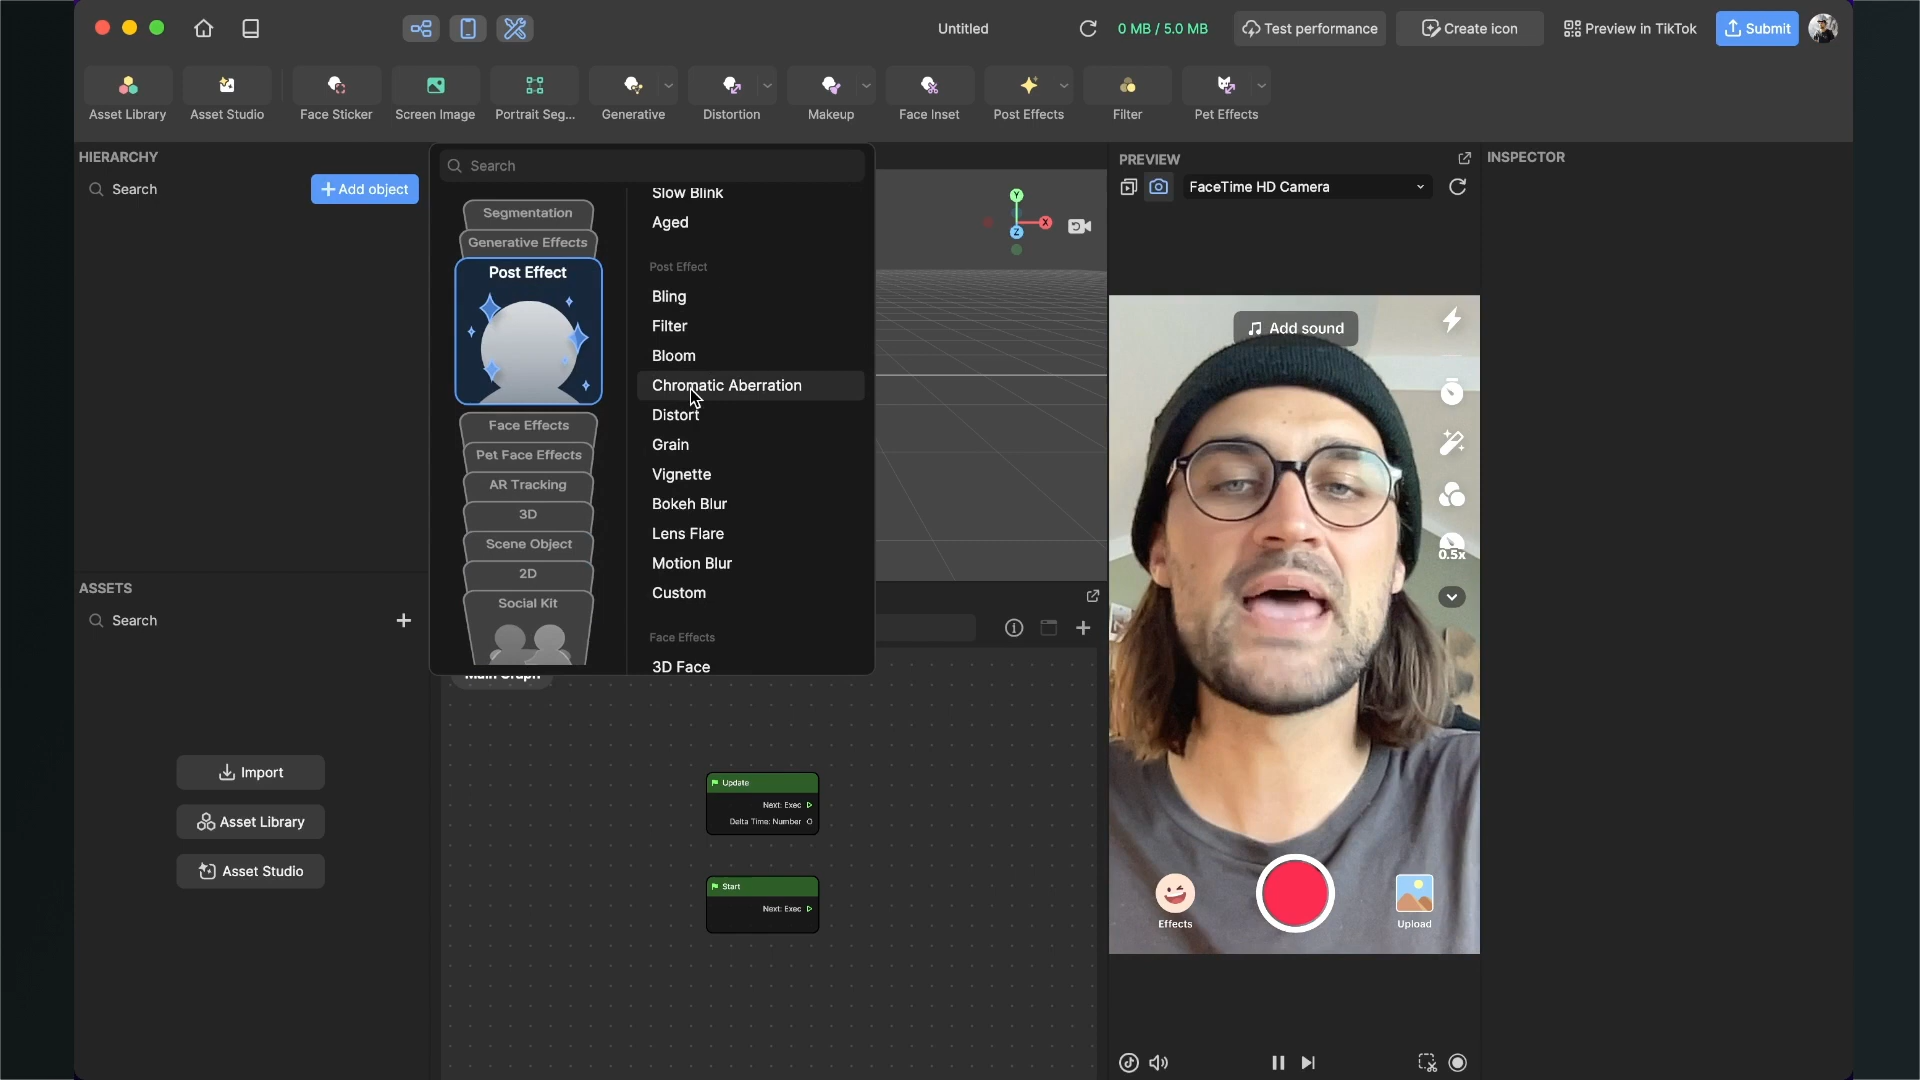 Untitled
0 MB / 5.0 MB
Test performance
Create icon
Preview in TikTok
Submit
Asset Library
Asset Studio
Face Sticker
Screen Image
Portrait Seg...
Generative
Distortion
Makeup
Face Inset
Post Effects
Filter
Pet Effects
HIERARCHY
Search
Add object
Search
Segmentation
Generative Effects
Post Effect
Face Effects
Pet Face Effects
AR Tracking
3D
Scene Object
2D
Social Kit
Slow Blink
Aged
Post Effect
Bling
Filter
Bloom
Chromatic Aberration
Distort
Grain
Vignette
Bokeh Blur
Lens Flare
Motion Blur
Custom
Face Effects
3D Face
Y
X
Z
ASSETS
Search
Import
Asset Library
Asset Studio
Main Graph
Update
Next: Exec
Delta Time: Number
Start
Next: Exec
PREVIEW
FaceTime HD Camera
Add sound
0.5x
Effects
Upload
INSPECTOR